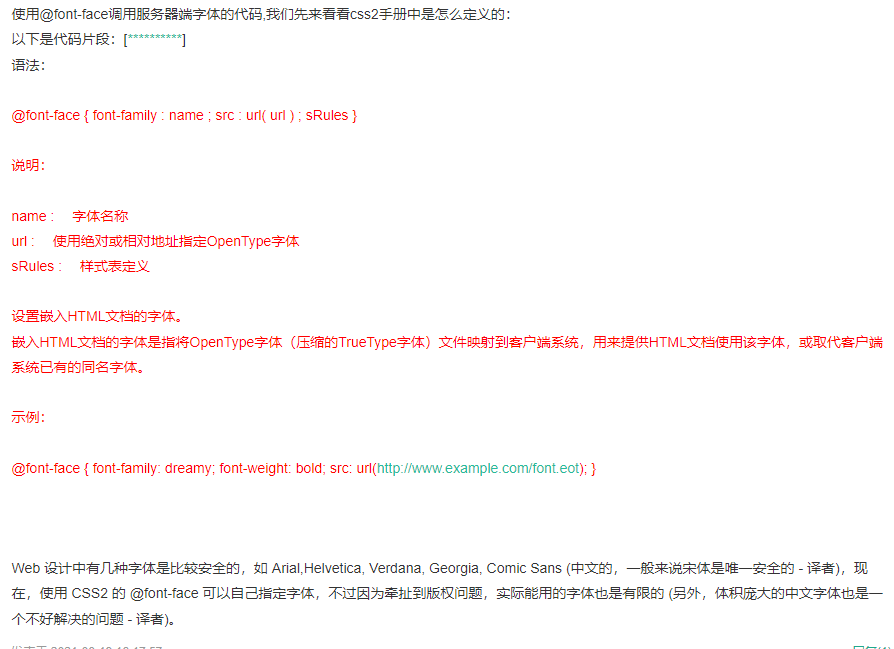 使用@font-face调用服务器端字体的代码,我们先来看看css2手册中是怎么定义的：
以下是代码片段：[**********]
语法：
@font-face { font-family : name ; src : url( url ) ; sRules }
说明：
name :　字体名称
url :　使用绝对或相对地址指定OpenType字体
sRules :　样式表定义
设置嵌入HTML文档的字体。
嵌入HTML文档的字体是指将OpenType字体（压缩的TrueType字体）文件映射到客户端系统，用来提供HTML文档使用该字体，或取代客户端
系统已有的同名字体。
示例：
@font-face { font-family: dreamy; font-weight: bold; src: url(http://www.example.com/font.eot); }
Web 设计中有几种字体是比较安全的，如 Arial,Helvetica, Verdana, Georgia, Comic Sans (中文的，一般来说宋体是唯一安全的 - 译者)，现
在，使用 CSS2 的 @font-face 可以自己指定字体，不过因为牵扯到版权问题，实际能用的字体也是有限的 (另外，体积庞大的中文字体也是一
个不好解决的问题 - 译者)。